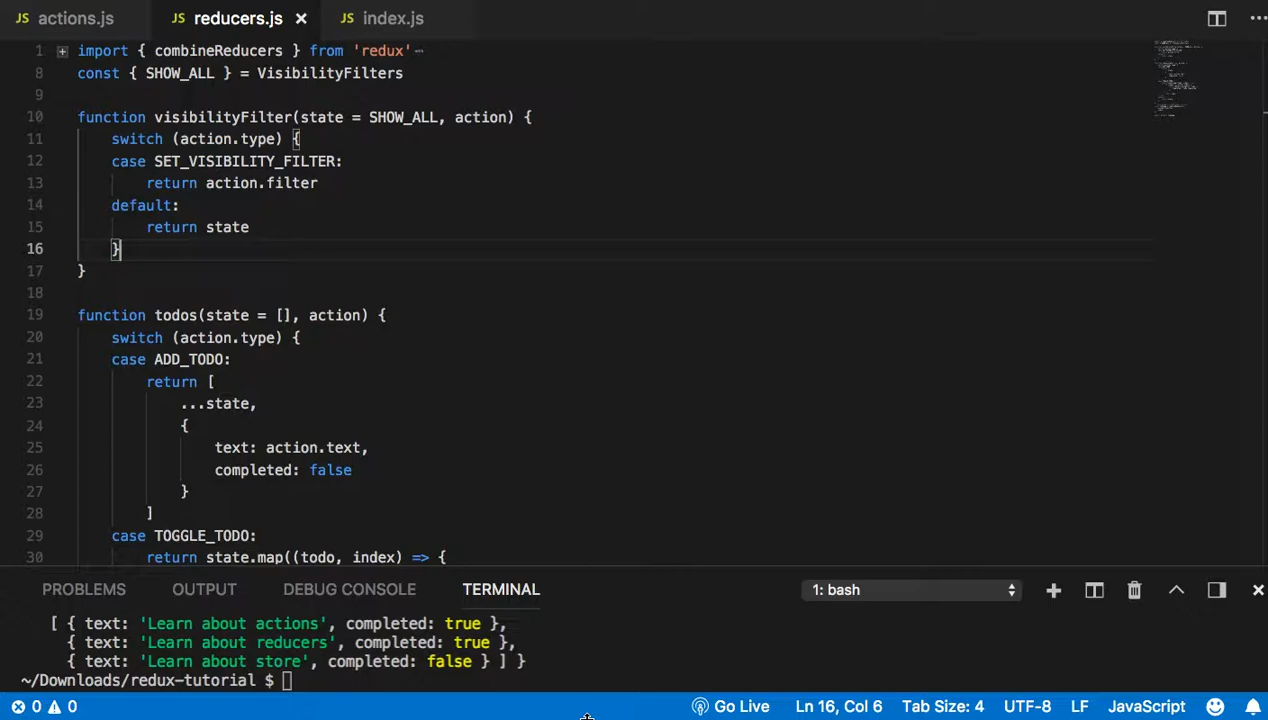 JS actions.js JS reducers.js × JS index.js ...
1 + import { combineReducers } from 'redux'⋯
8 const { SHOW_ALL } = VisibilityFilters
9
10 function visibilityFilter(state = SHOW_ALL, action) {
11 switch (action.type) {
12 case SET_VISIBILITY_FILTER:
13 return action.filter
14 default:
15 return state
16 }
17 }
18
19 function todos(state = [], action) {
20 switch (action.type) {
21 case ADD_TODO:
22 return [
23 ...state,
24 {
25 text: action.text,
26 completed: false
27 }
28 ]
29 case TOGGLE_TODO:
30 return state.map((todo, index) => {
PROBLEMS OUTPUT DEBUG CONSOLE TERMINAL 1: bash
[ { text: 'Learn about actions', completed: true },
{ text: 'Learn about reducers', completed: true },
{ text: 'Learn about store', completed: false } ] }
~/Downloads/redux-tutorial $
0 0 Go Live Ln 16, Col 6 Tab Size: 4 UTF-8 LF JavaScript